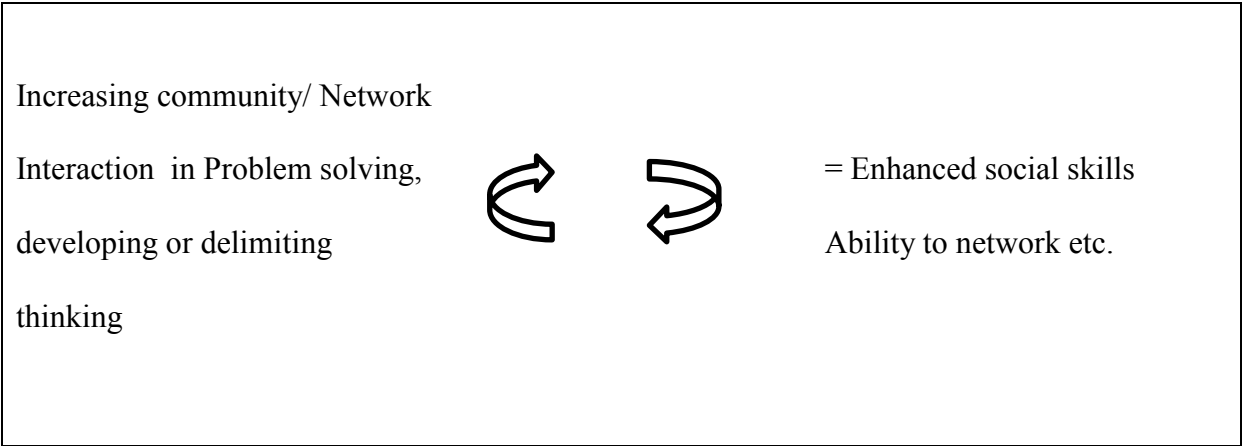 Increasing community/ Network
Interaction  in Problem solving,
developing or delimiting
thinking
= Enhanced social skills
Ability to network etc.